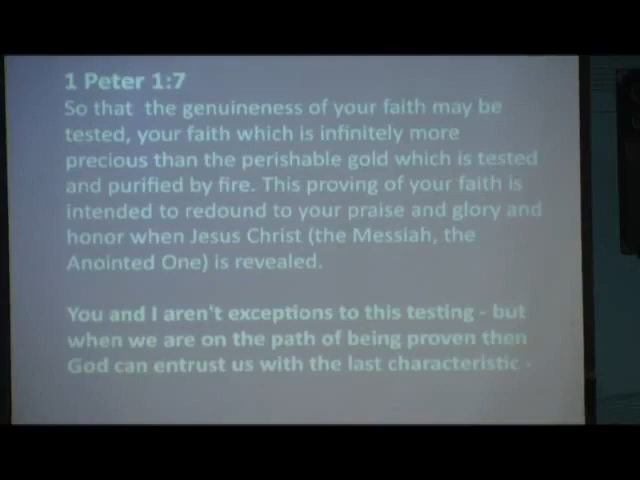 1 Peter 1:7
So that the genuineness of your faith may be
tested, your faith which is infinitely more
precious than the perishable gold which is tested
and purified by fire. This proving of your faith is
intended to redound to your praise and glory and
honor when Jesus Christ (the Messiah, the
Anointed One) is revealed.
You and I aren't exceptions to this testing - but
when we are on the path of being proven then
God can entrust us with the last characteristic -